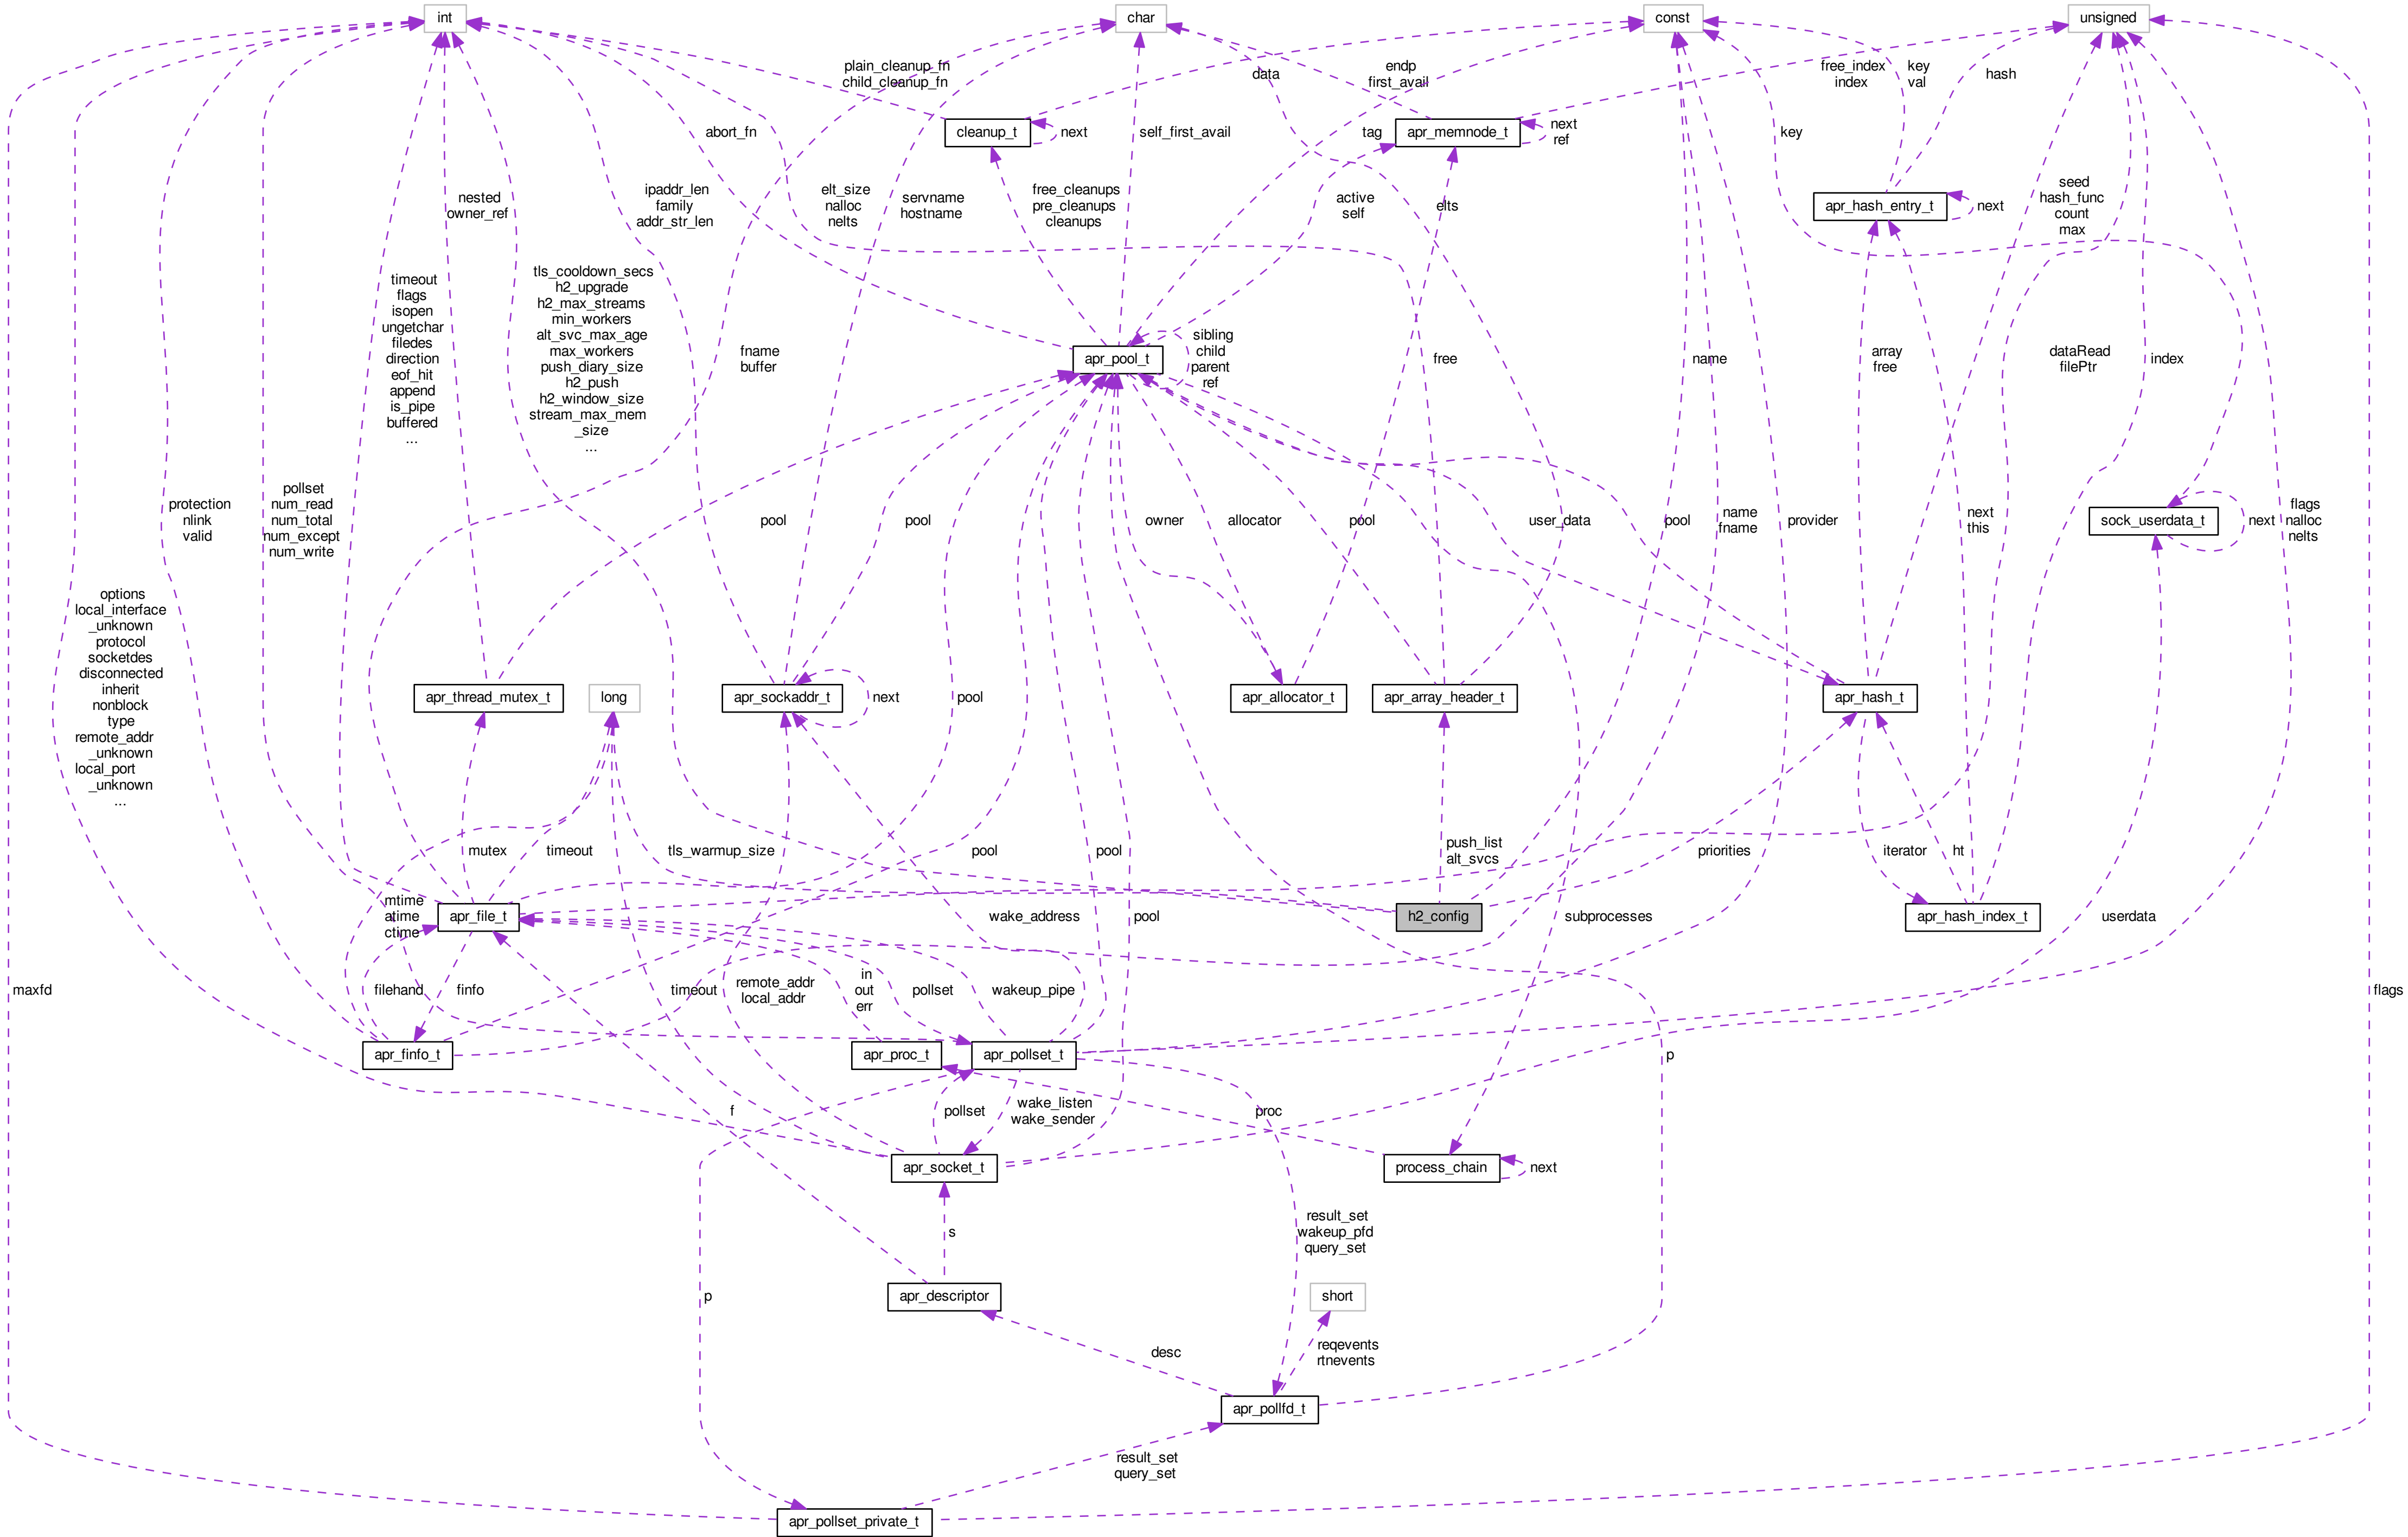 int
char
const
unsigned
plain_cleanup_fn
child_cleanup_fn
data
endp
first_avail
free_index
index
key
val
hash
abort_fn
cleanup_t
next
self_first_avail
tag
apr_memnode_t
next
ref
key
nested
owner_ref
ipaddr_len
family
addr_str_len
elt_size
nalloc
nelts
servname
hostname
free_cleanups
pre_cleanups
cleanups
active
self
elts
apr_hash_entry_t
next
seed
hash_func
count
max
timeout
flags
isopen
ungetchar
filedes
direction
eof_hit
append
is_pipe
buffered
...
tls_cooldown_secs
h2_upgrade
h2_max_streams
min_workers
alt_svc_max_age
max_workers
push_diary_size
h2_push
h2_window_size
stream_max_mem
_size
...
fname
buffer
apr_pool_t
sibling
child
parent
ref
free
name
array
free
dataRead
filePtr
index
protection
nlink
valid
pollset
num_read
num_total
num_except
num_write
pool
pool
owner
allocator
pool
user_data
pool
name
fname
provider
next
this
sock_userdata_t
next
flags
nalloc
nelts
options
local_interface
_unknown
protocol
socketdes
disconnected
inherit
nonblock
type
remote_addr
_unknown
local_port
_unknown
...
apr_thread_mutex_t
long
apr_sockaddr_t
next
pool
apr_allocator_t
apr_array_header_t
apr_hash_t
mutex
timeout
tls_warmup_size
pool
pool
push_list
alt_svcs
priorities
iterator
ht
mtime
atime
ctime
apr_file_t
wake_address
pool
h2_config
subprocesses
apr_hash_index_t
userdata
maxfd
filehand
finfo
timeout
remote_addr
local_addr
in
out
err
pollset
wakeup_pipe
flags
apr_finfo_t
apr_proc_t
apr_pollset_t
p
f
pollset
wake_listen
wake_sender
proc
apr_socket_t
process_chain
next
s
result_set
wakeup_pfd
query_set
p
apr_descriptor
short
desc
reqevents
rtnevents
apr_pollfd_t
result_set
query_set
apr_pollset_private_t